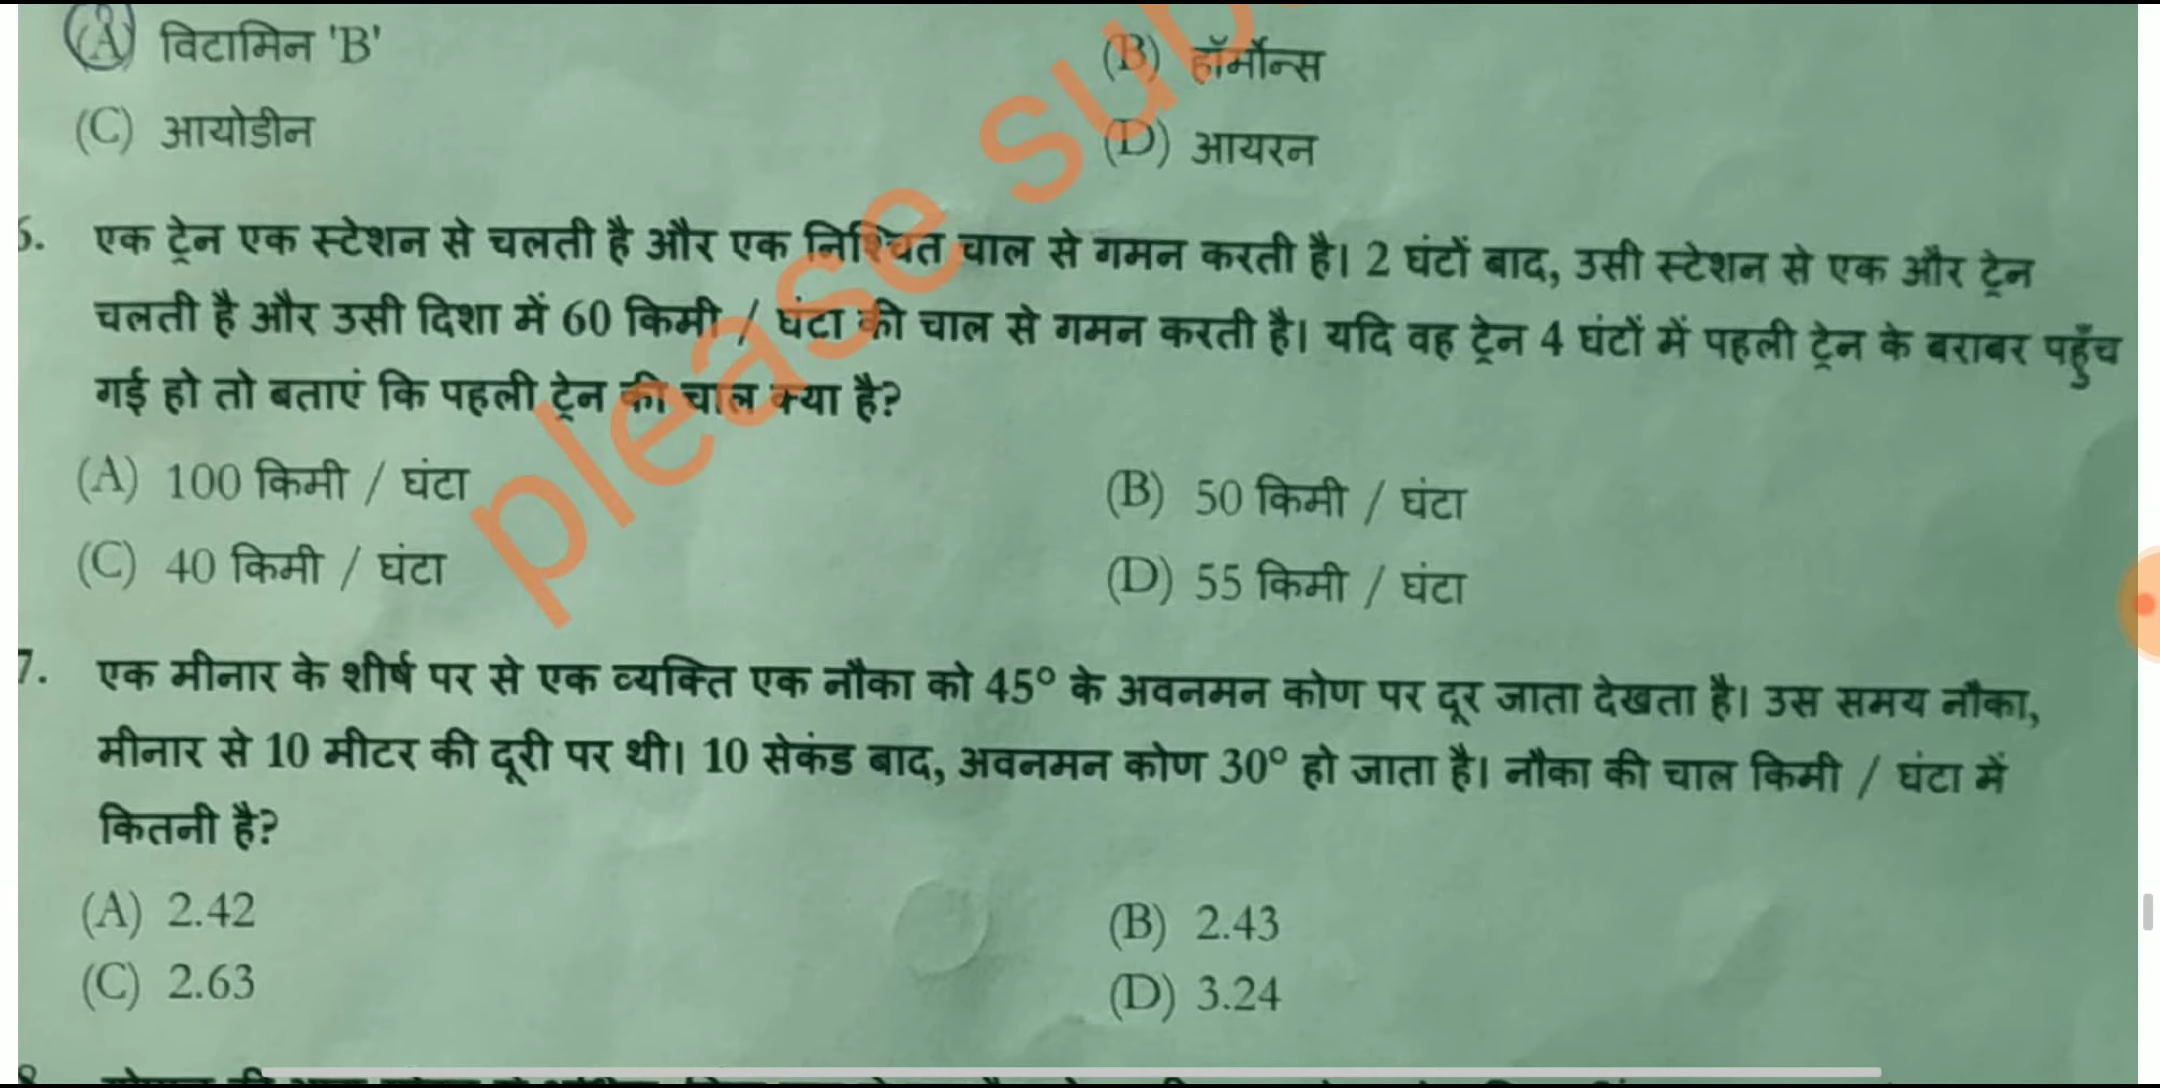 (A) विटामिन 'B'
(B) हॉर्मोन्स
(C) आयोडीन
(D) आयरन
एक ट्रेन एक स्टेशन से चलती है और एक निश्चित चाल से गमन करती है। 2 घंटों बाद, उसी स्टेशन से एक और ट्रेन
चलती है और उसी दिशा में 60 किमी / घंटा की चाल से गमन करती है। यदि वह ट्रेन 4 घंटों में पहली ट्रेन के बराबर पहुँच
गई हो तो बताएं कि पहली ट्रेन की चाल क्या है?
(A) 100 किमी / घंटा
(B) 50 किमी / घंटा
(C) 40 किमी / घंटा
(D) 55 किमी / घंटा
7. एक मीनार के शीर्ष पर से एक व्यक्ति एक नौका को 45° के अवनमन कोण पर दूर जाता देखता है। उस समय नौका,
मीनार से 10 मीटर की दूरी पर थी। 10 सेकंड बाद, अवनमन कोण 30° हो जाता है। नौका की चाल किमी / घंटा में
कितनी है?
(A) 2.42
(B) 2.43
(C) 2.63
(D) 3.24
please sub